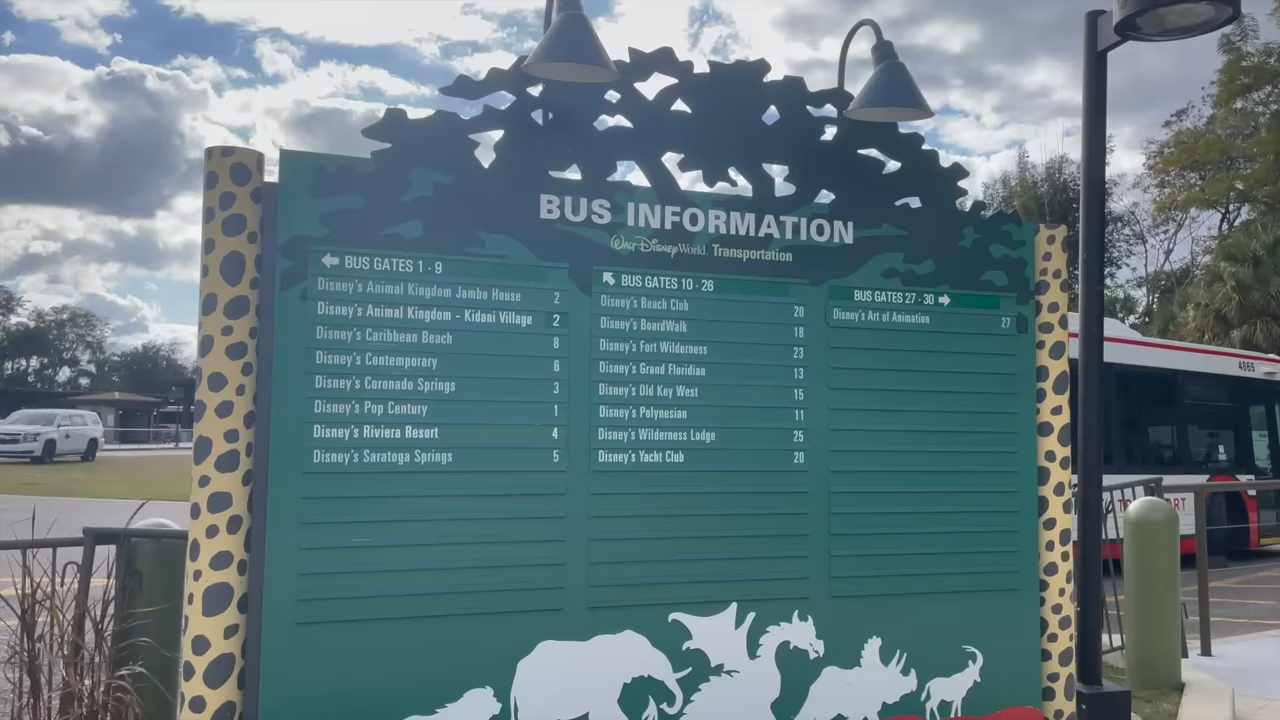 BUS INFORMATION
Walt Disney World. Transportation
BUS GATES 1 - 9
Disney's Animal Kingdom Jambo House 2
Disney's Animal Kingdom - Kidani Village 2
Disney's Caribbean Beach 8
Disney's Contemporary 6
Disney's Coronado Springs 3
Disney's Pop Century 1
Disney's Riviera Resort 4
Disney's Saratoga Springs 5
BUS GATES 10 - 26
Disney's Beach Club 20
Disney's BoardWalk 18
Disney's Fort Wilderness 23
Disney's Grand Floridian 13
Disney's Old Key West 15
Disney's Polynesian 11
Disney's Wilderness Lodge 25
Disney's Yacht Club 20
BUS GATES 27 - 30
Disney's Art of Animation 27
4865